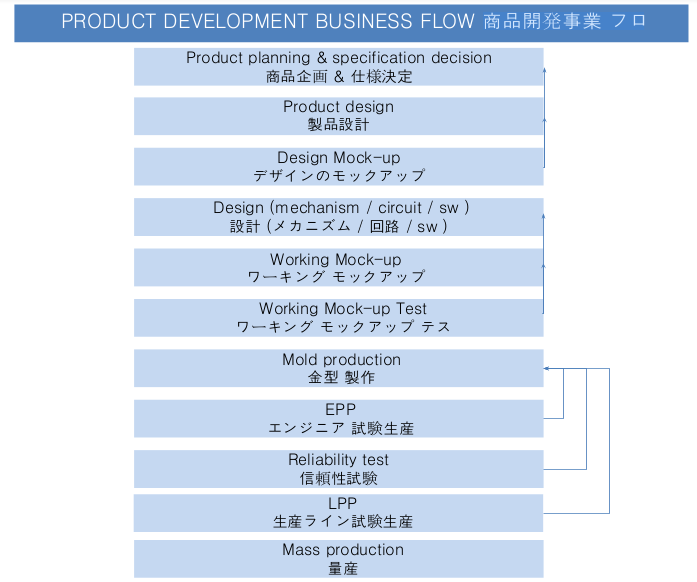 PRODUCT DEVELOPMENT BUSINESS FLOW 商品開発事業 フロ
Product planning & specification decision
商品企画 & 仕様決定
Product design
製品設計
Design Mock-up
デザインのモックアップ
Design (mechanism / circuit / sw )
設計 (メカニズム / 回路 / sw )
Working Mock-up
ワーキング モックアップ
Working Mock-up Test
ワーキング モックアップ テス
Mold production
金型 製作
EPP
エンジニア 試験生産
Reliability test
信頼性試験
LPP
生産ライン試験生産
Mass production
量産